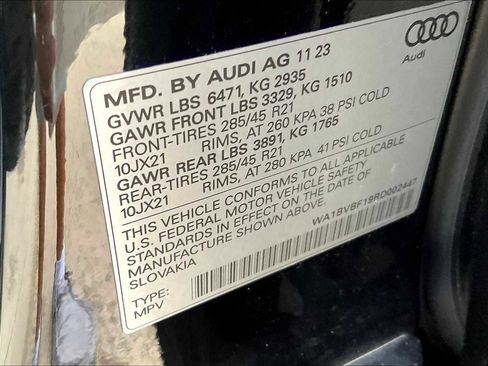 MFD. BY AUDI AG 11 23
Audi
GVWR LBS 6471, KG 2935
GAWR FRONT LBS 3329, KG 1510
FRONT-TIRES 285/45 R21
10JX21 RIMS, AT 260 KPA 38 PSI COLD
GAWR REAR LBS 3891, KG 1765
REAR-TIRES 285/45 R21
10JX21 RIMS, AT 280 KPA 41 PSI COLD
THIS VEHICLE CONFORMS TO ALL APPLICABLE
U.S. FEDERAL MOTOR VEHICLE SAFETY
STANDARDS IN EFFECT ON THE DATE OF
MANUFACTURE SHOWN ABOVE.
SLOVAKIA
WA1BVBF19RD002447
TYPE:
MPV